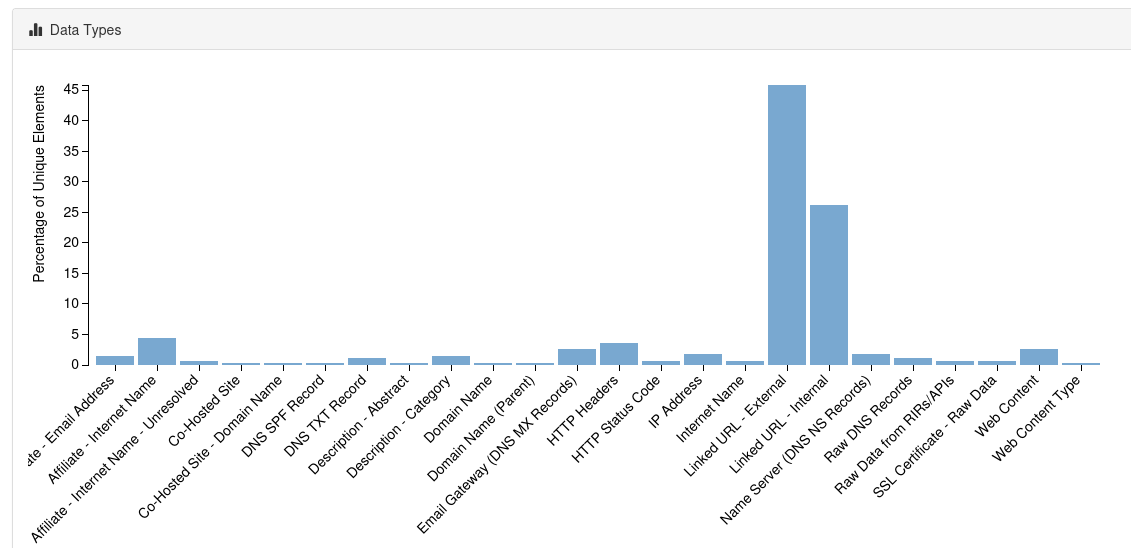 Data Types
Percentage of Unique Elements
45
40
35
30
25
20
15
10
5
0
ate - Email Address
Affiliate - Internet Name
Affiliate - Internet Name - Unresolved
Co-Hosted Site
Co-Hosted Site - Domain Name
DNS SPF Record
DNS TXT Record
Description - Abstract
Description - Category
Domain Name
Domain Name (Parent)
Email Gateway (DNS MX Records)
HTTP Headers
HTTP Status Code
IP Address
Internet Name
Linked URL - External
Linked URL - Internal
Name Server (DNS NS Records)
Raw DNS Records
Raw Data from RIRs/APIs
SSL Certificate - Raw Data
Web Content
Web Content Type